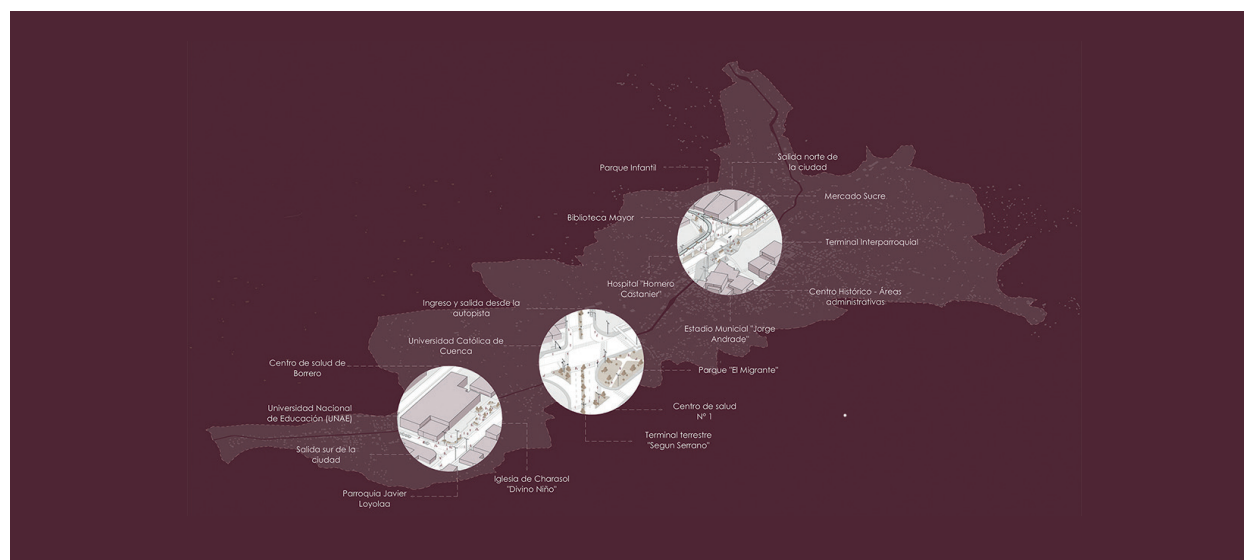 Salida norte de
la ciudad
Parque Infantil
Mercado Sucre
Biblioteca Mayor
Terminal Interparroquial
Hospital "Homero
Castanier"
Centro Histórico - Áreas
administrativas
Ingreso y salida desde la
autopista
Estadio Municial "Jorge
Andrade"
Universidad Católica de
Cuenca
Centro de salud de
Borrero
Parque "El Migrante"
Universidad Nacional
de Educación (UNAE)
Centro de salud
N° 1
Terminal terrestre
"Segun Serrano"
Salida sur de la
ciudad
Iglesia de Charasol
"Divino Niño"
Parroquia Javier
Loyolaa